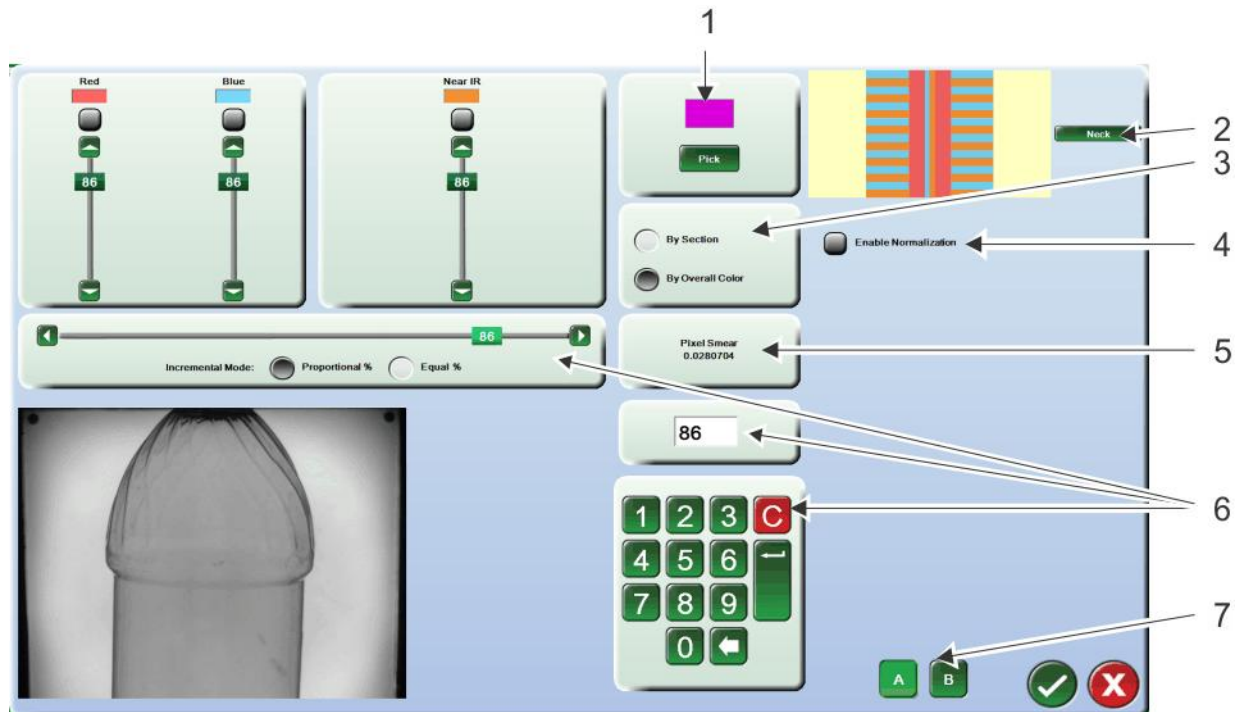 1
Red Blue Near IR
Neck 2
3
86 86 86
Pick
By Section
Enable Normalization 4
By Overall Color
86
Pixel Smear
0.0280704
5
Incremental Mode: Proportional % Equal %
86
1 2 3 C
6
4 5 6
7 8 9
0
7
A B